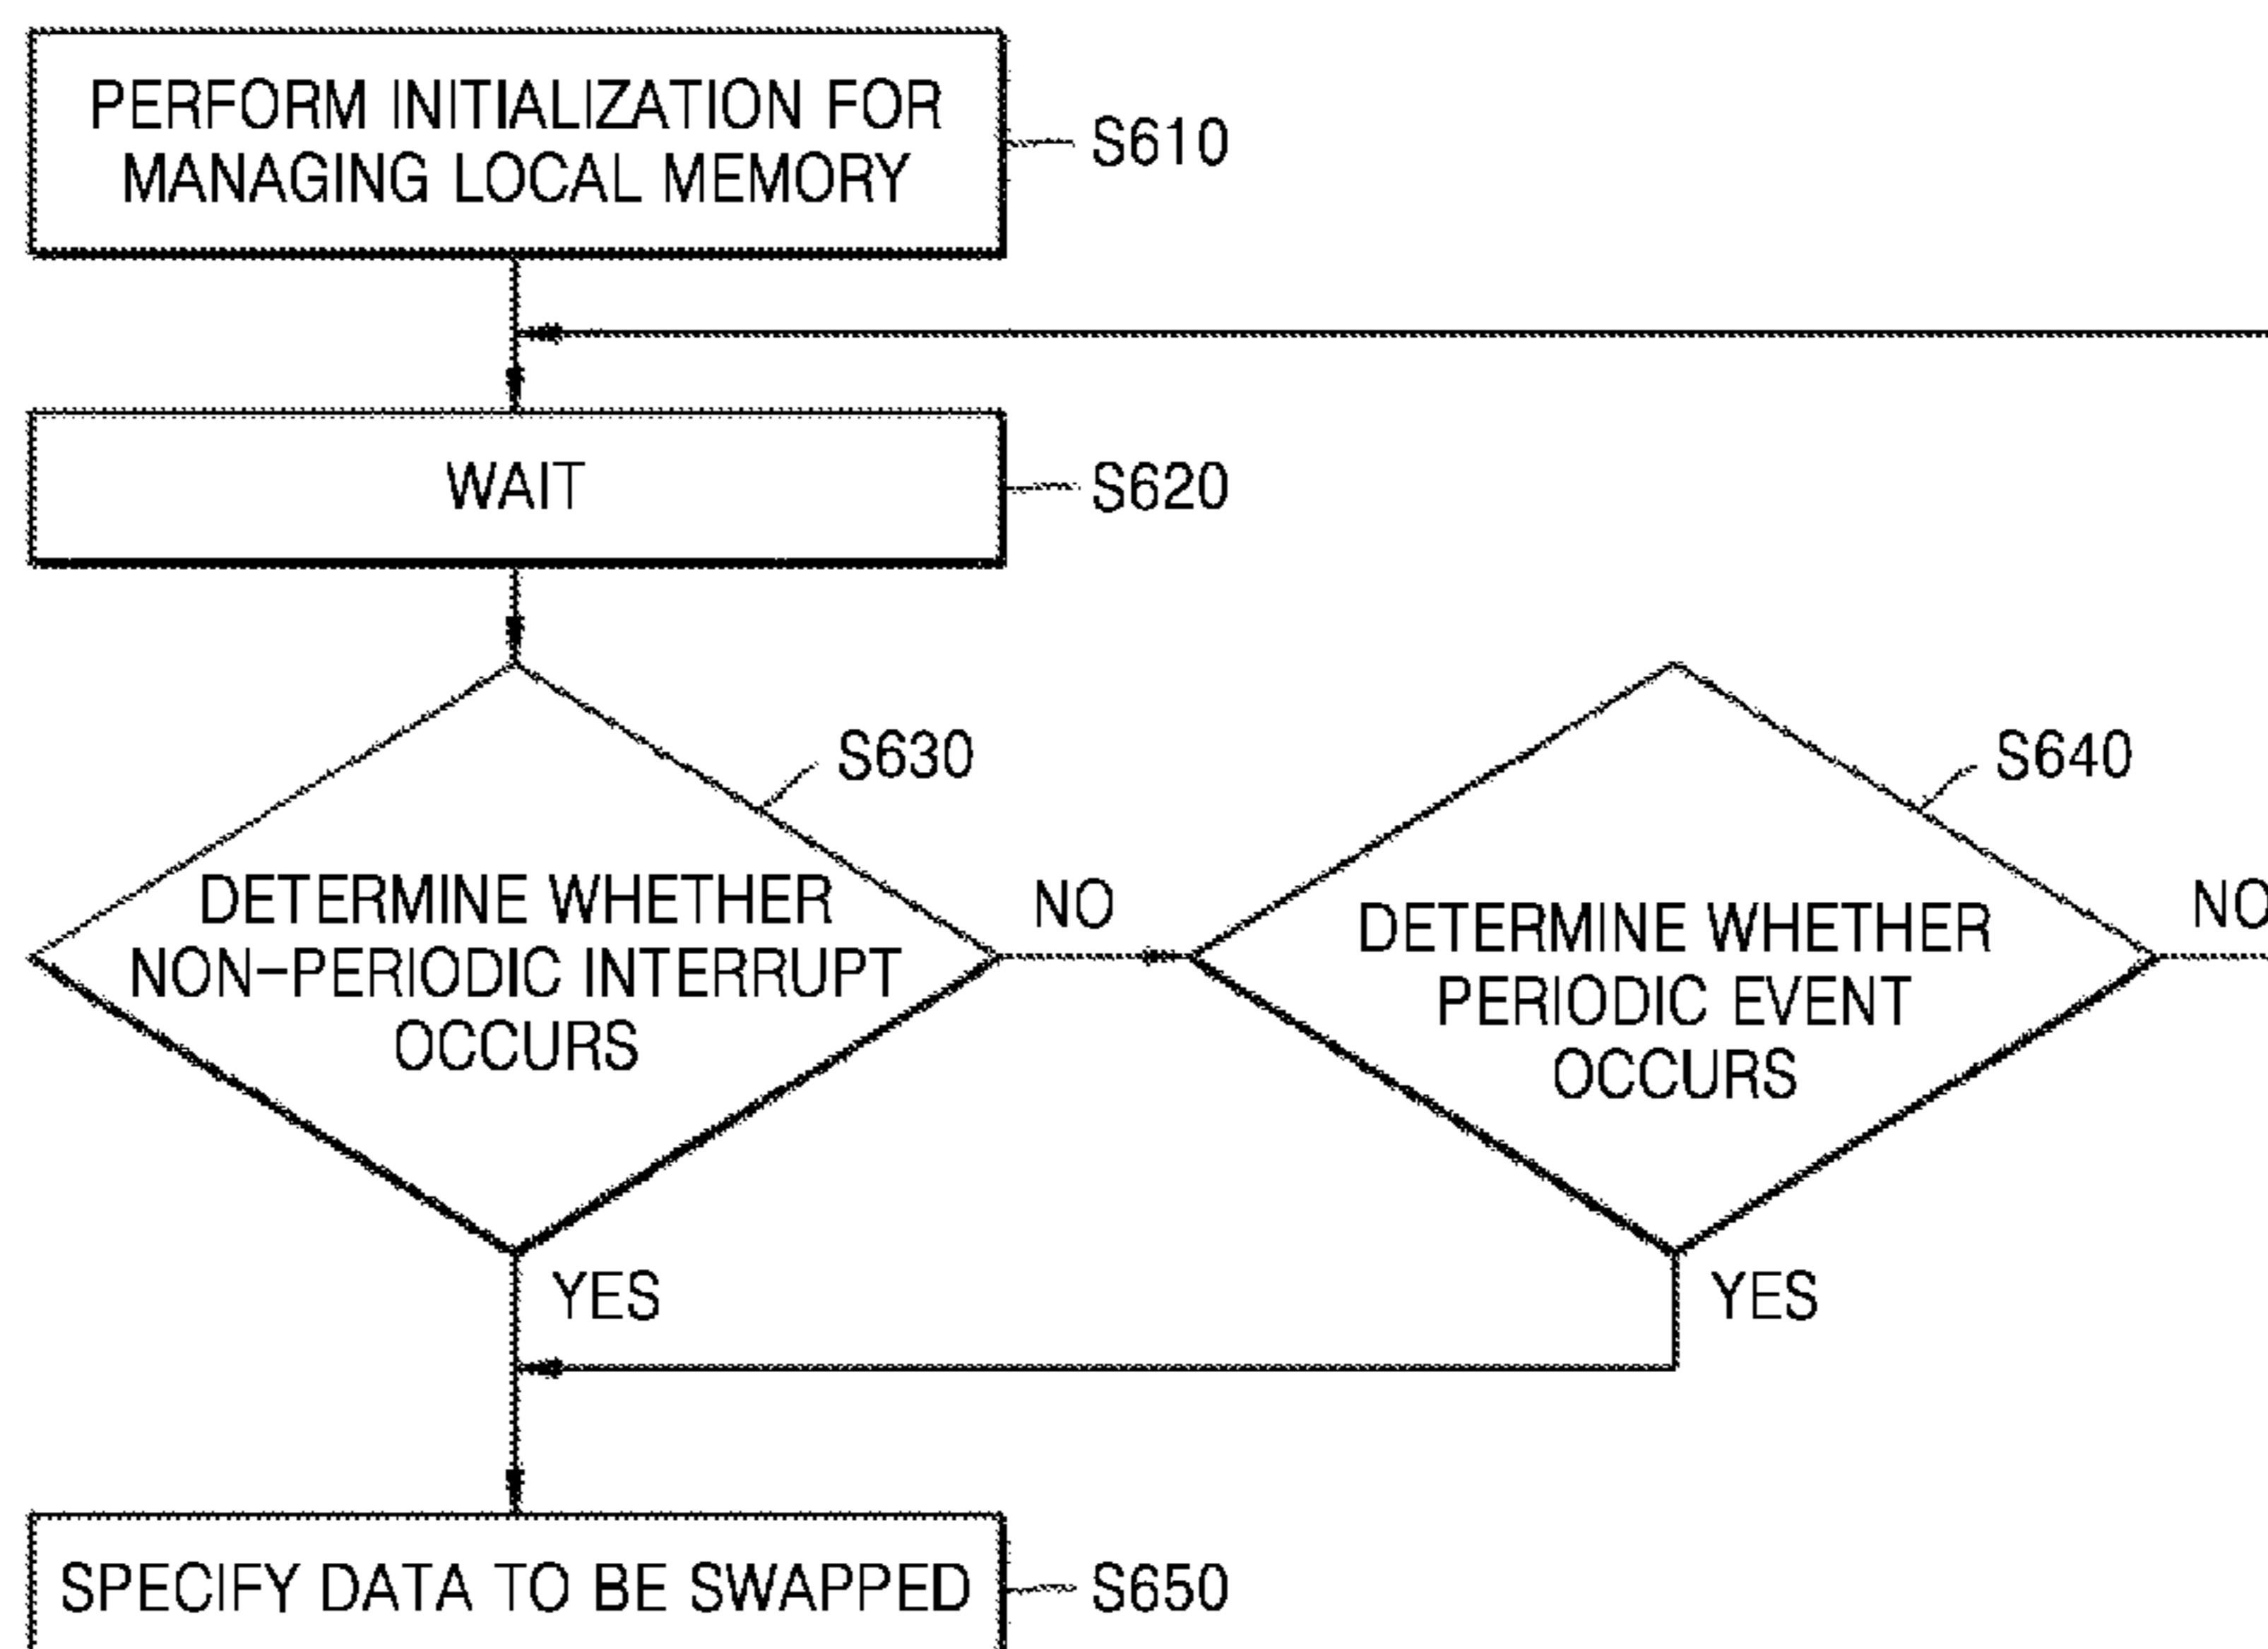 PERFORM INITIALIZATION FOR
MANAGING LOCAL MEMORY
S610
WAIT
S620
S630
DETERMINE WHETHER
NON-PERIODIC INTERRUPT
OCCURS
NO
S640
DETERMINE WHETHER
PERIODIC EVENT
OCCURS
NO
YES
YES
SPECIFY DATA TO BE SWAPPED
S650